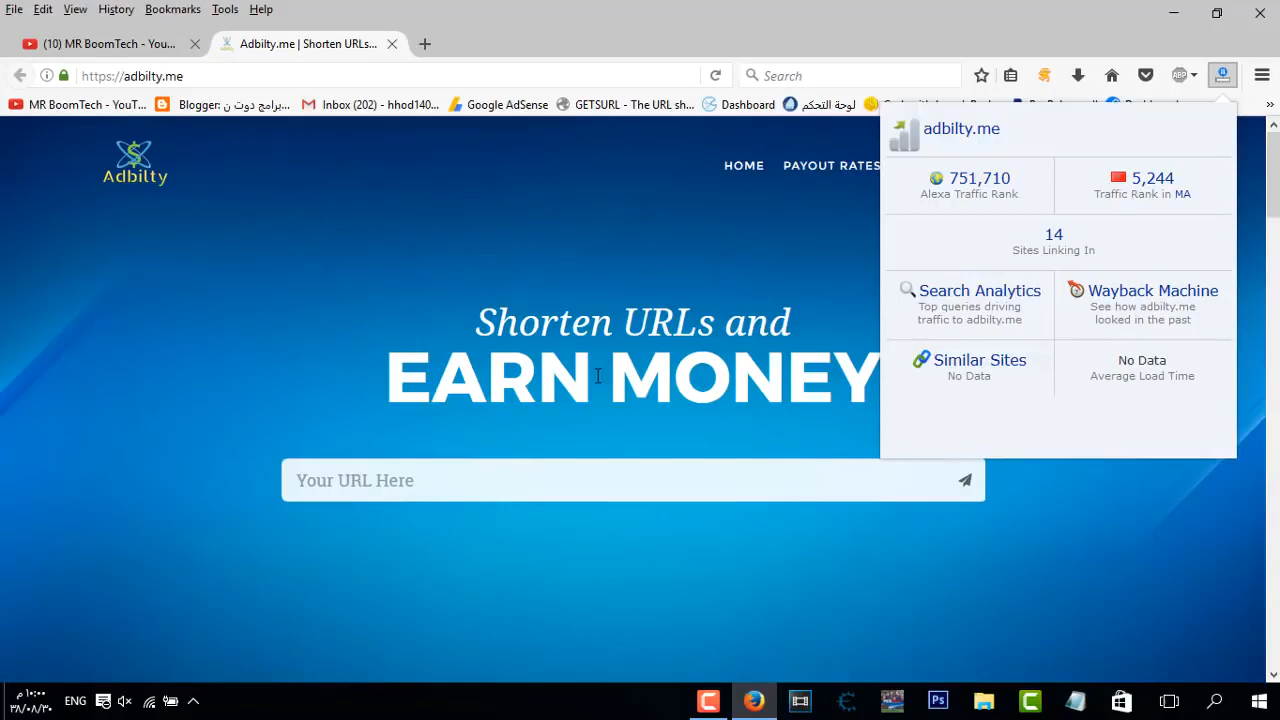 File Edit View History Bookmarks Tools Help
(10) MR BoomTech - You...
Adbilty.me | Shorten URLs...
https://adbilty.me
Search
ABP
MR BoomTech - YouT...
Blogger: برامج دوت ن...
Inbox (202) - hhod140...
Google AdSense
GETSURL - The URL sh...
Dashboard
لوحة التحكم
Adbilty
HOME PAYOUT RATES
adbilty.me
751,710
Alexa Traffic Rank
5,244
Traffic Rank in MA
14
Sites Linking In
Search Analytics
Top queries driving
traffic to adbilty.me
Wayback Machine
See how adbilty.me
looked in the past
Similar Sites
No Data
No Data
Average Load Time
Shorten URLs and
EARN MONEY
Your URL Here
ENG
Ps